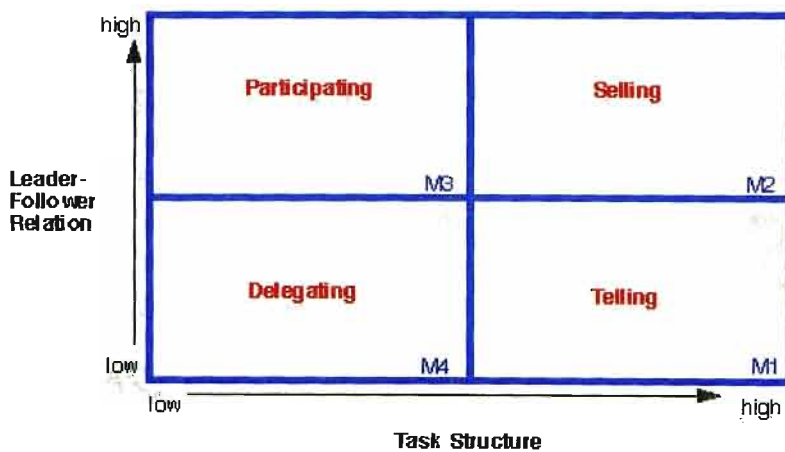 high
Participating
Selling
M3
M2
Leader-
Follower
Relation
Delegating
Telling
low
M4
M1
low
high
Task Structure